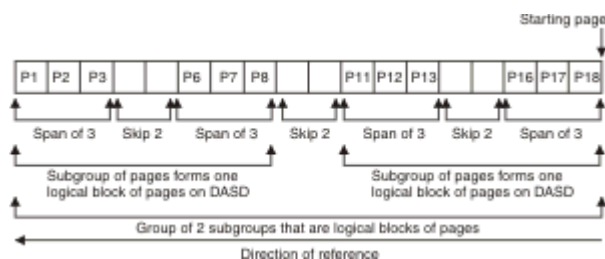 Starting page
P1 P2 P3 P6 P7 P8 P11 P12 P13 P16 P17 P18
Span of 3 Skip 2 Span of 3 Skip 2 Span of 3 Skip 2 Span of 3
Subgroup of pages forms one
logical block of pages on DASD
Subgroup of pages forms one
logical block of pages on DASD
Group of 2 subgroups that are logical blocks of pages
Direction of reference